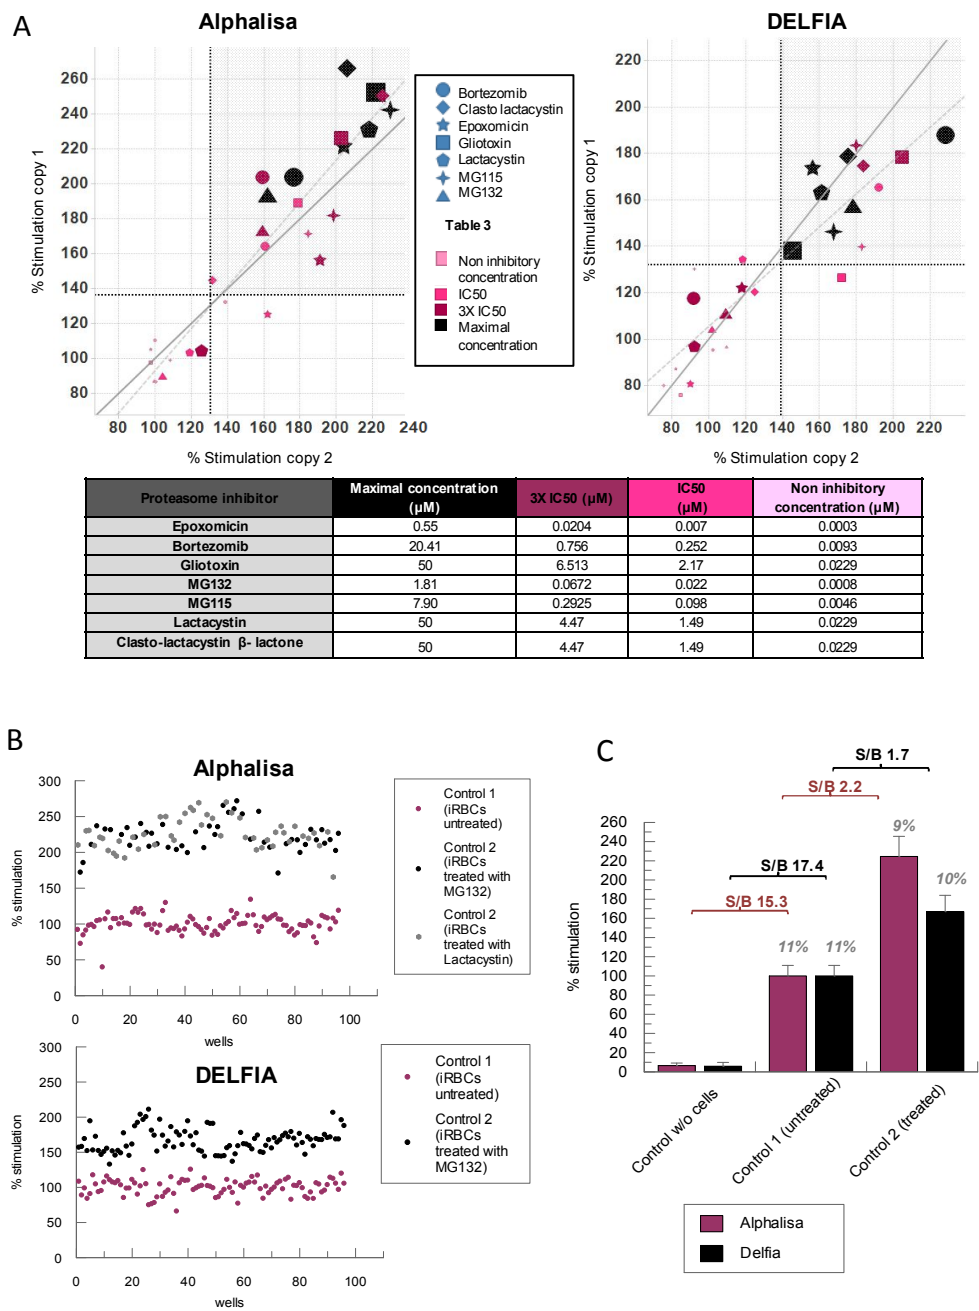 A
Alphalisa
DELFIA
% Stimulation copy 1
260
240
220
200
180
160
140
120
100
80
80 100 120 140 160 180 200 220 240
% Stimulation copy 2
Bortezomib
Clasto lactacystin
Epoxomicin
Gliotoxin
Lactacystin
MG115
MG132
Table 3
Non inhibitory
concentration
IC50
3X IC50
Maximal
concentration
% Stimulation copy 1
220
200
180
160
140
120
100
80
80 100 120 140 160 180 200 220
% Stimulation copy 2
Proteasome inhibitor Maximal concentration (µM) 3X IC50 (µM) IC50 (µM) Non inhibitory concentration (µM)
Epoxomicin 0.55 0.0204 0.007 0.0003
Bortezomib 20.41 0.756 0.252 0.0093
Gliotoxin 50 6.513 2.17 0.0229
MG132 1.81 0.0672 0.022 0.0008
MG115 7.90 0.2925 0.098 0.0046
Lactacystin 50 4.47 1.49 0.0229
Clasto-lactacystin β- lactone 50 4.47 1.49 0.0229
B
Alphalisa
% stimulation
300
250
200
150
100
50
0
0 20 40 60 80 100
wells
Control 1
(iRBCs
untreated)
Control 2
(iRBCs
treated with
MG132)
Control 2
(iRBCs
treated with
Lactacystin)
DELFIA
% stimulation
300
250
200
150
100
50
0
0 20 40 60 80 100
wells
Control 1
(iRBCs
untreated)
Control 2
(iRBCs
treated with
MG132)
C
S/B 1.7
S/B 2.2
S/B 17.4
S/B 15.3
9%
10%
11% 11%
% stimulation
260
240
220
200
180
160
140
120
100
80
60
40
20
0
Control w/o cells
Control 1 (untreated)
Control 2 (treated)
Alphalisa
Delfia